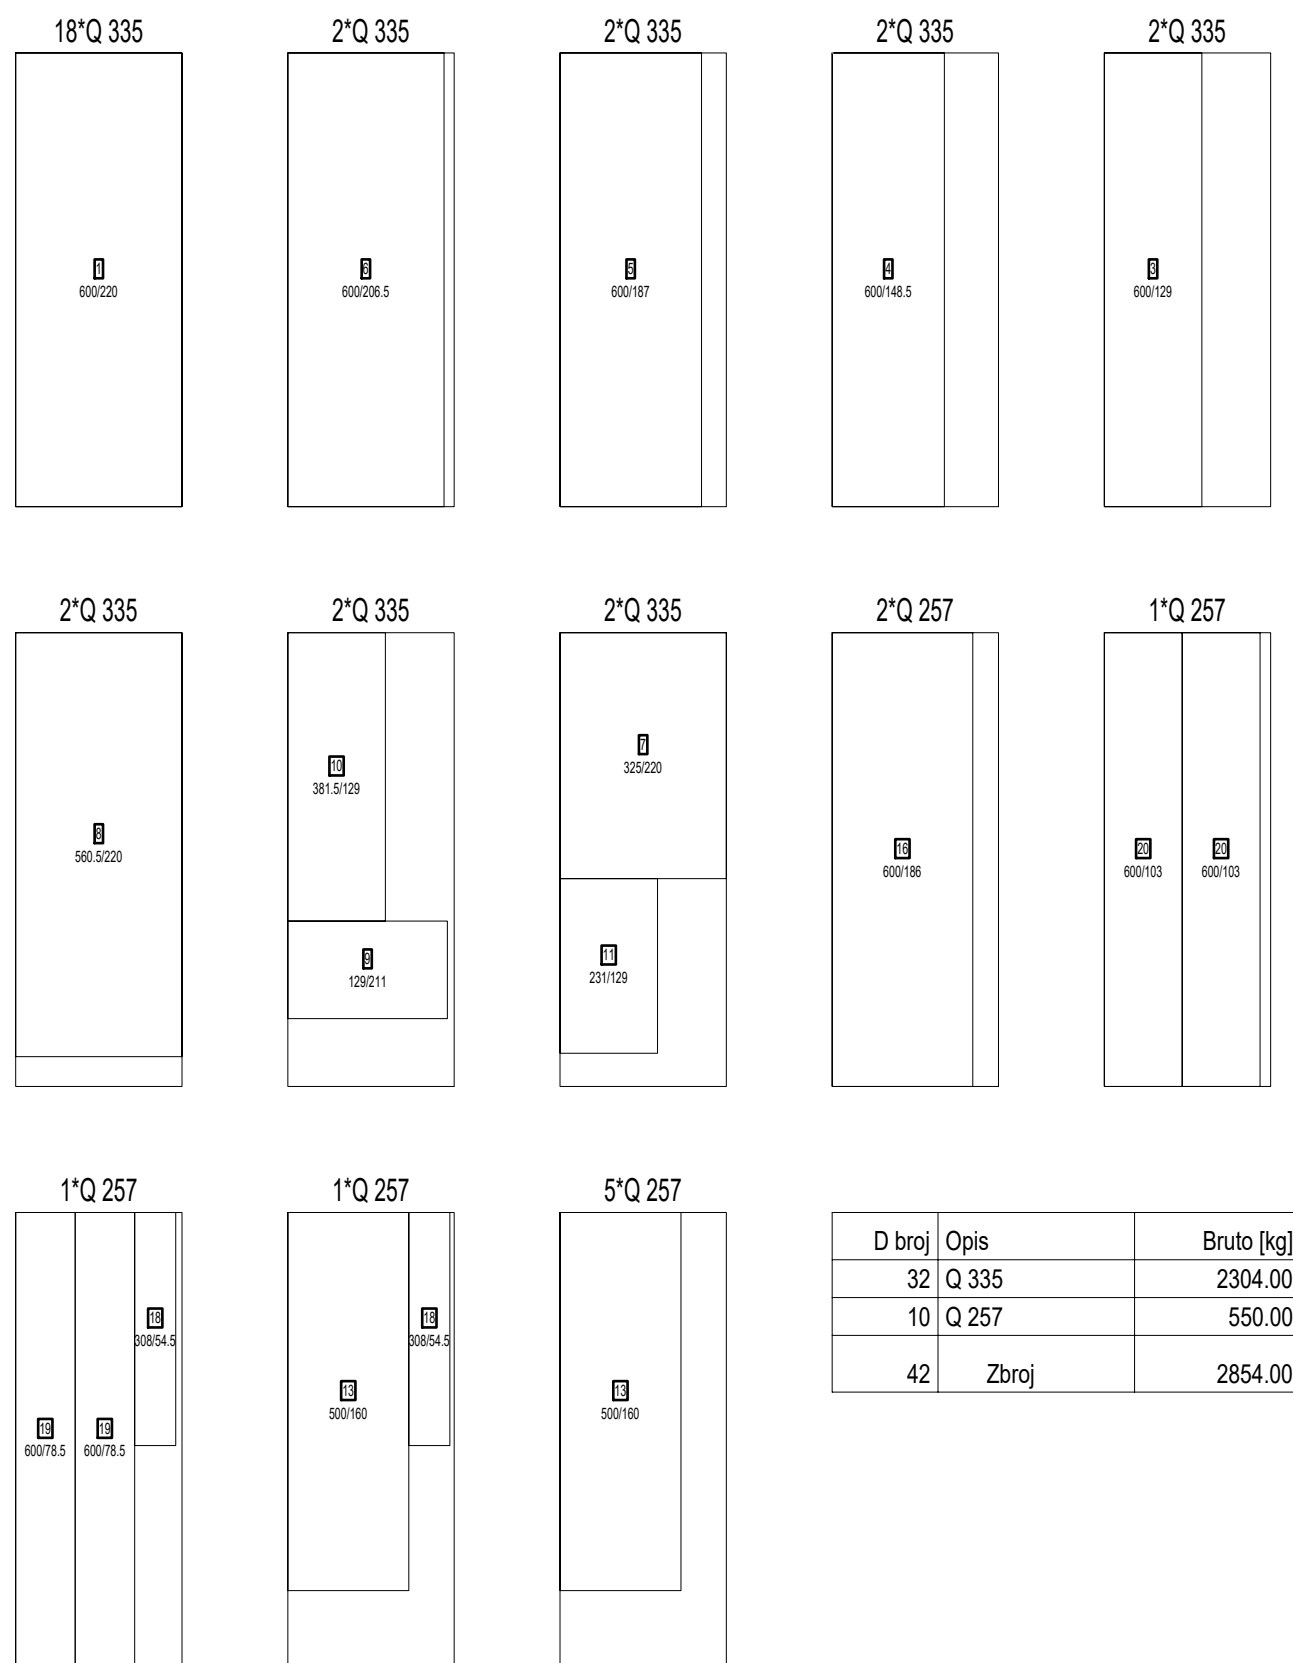 18*Q 335
2*Q 335
2*Q 335
2*Q 335
2*Q 335
1
600/220
6
600/206.5
5
600/187
4
600/148.5
3
600/129
2*Q 335
2*Q 335
2*Q 335
2*Q 257
1*Q 257
8
560.5/220
10
381.5/129
9
129/211
7
325/220
11
231/129
16
600/186
20
600/103
20
600/103
1*Q 257
1*Q 257
5*Q 257
19
600/78.5
19
600/78.5
18
308/54.5
13
500/160
18
308/54.5
13
500/160
D broj Opis Bruto [kg]
32 Q 335 2304.00
10 Q 257 550.00
42 Zbroj 2854.00